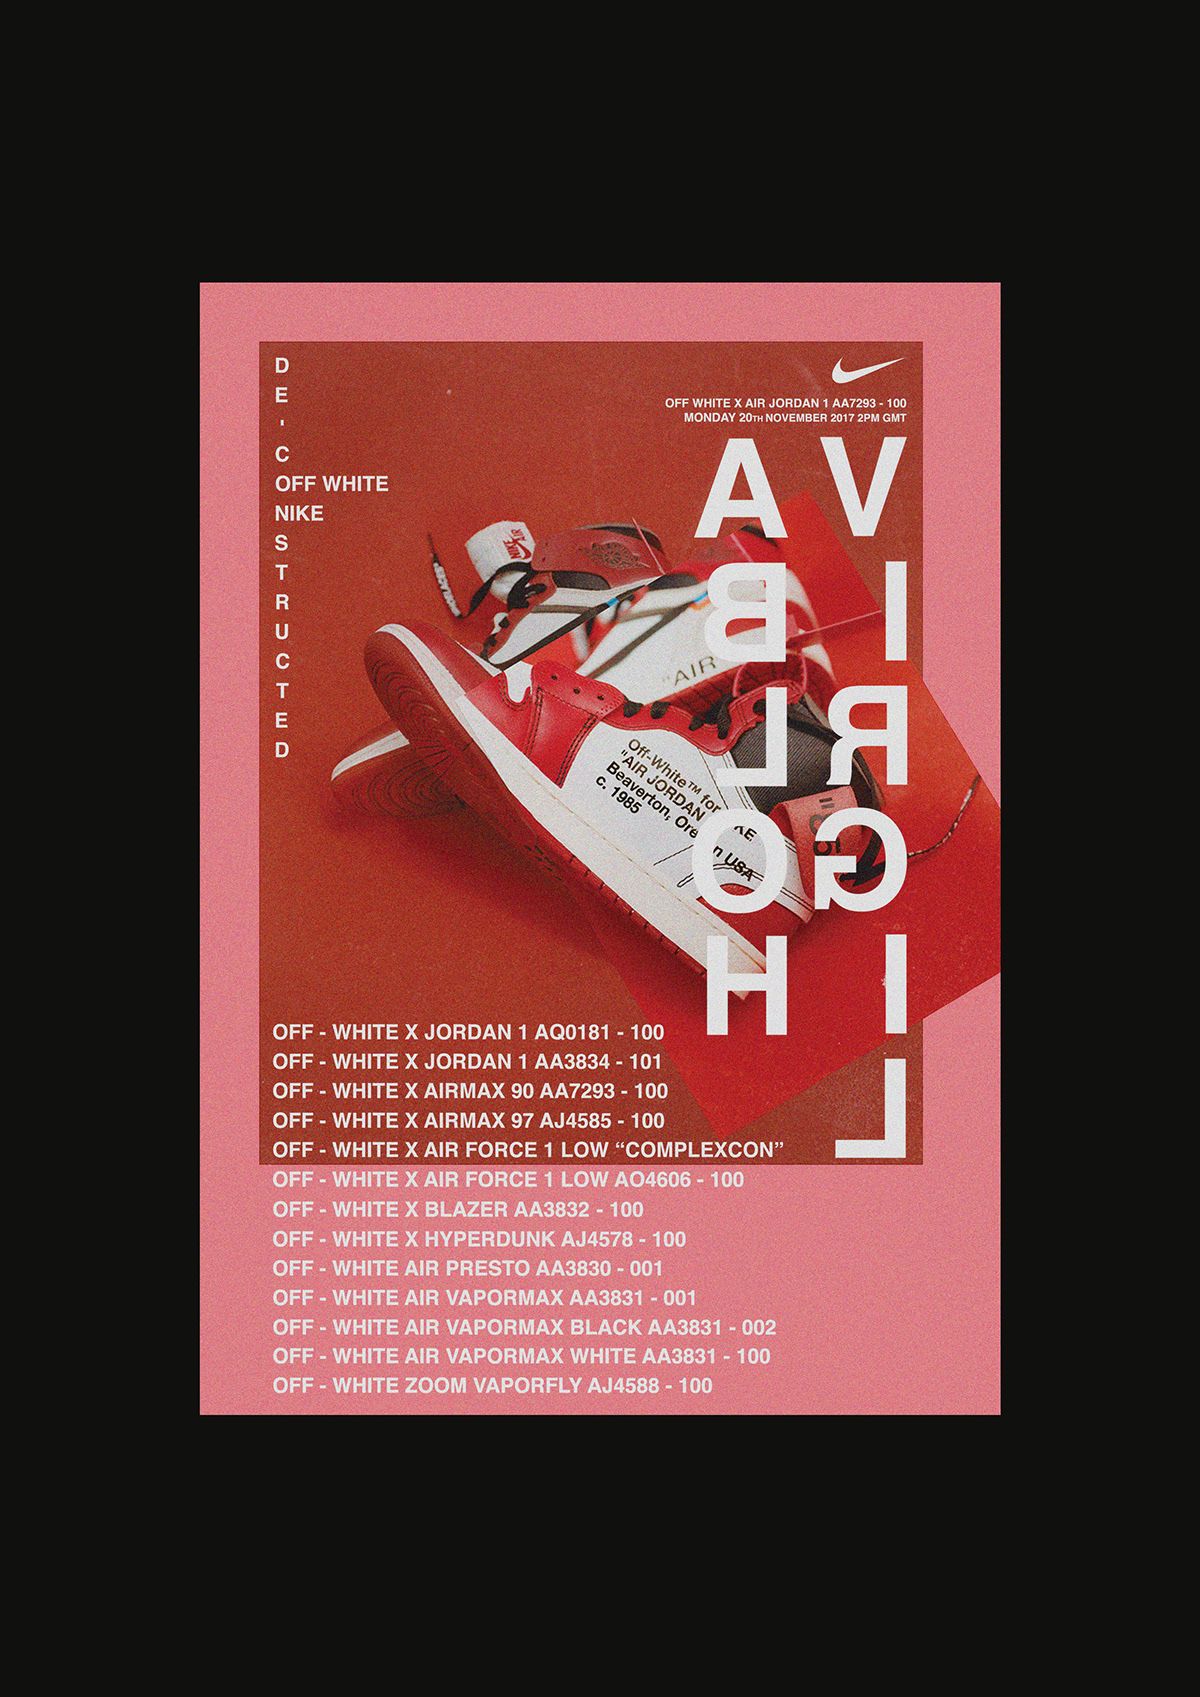 D
E
-
C
OFF WHITE
NIKE
S
T
R
U
C
T
E
D
OFF WHITE X AIR JORDAN 1 AA7293 - 100
MONDAY 20TH NOVEMBER 2017 2PM GMT
VIRGIL
ABLOH
NIKE
AIR
"AIR
Off-White™ for
"AIR JORDAN
Beaverton, Oregon USA
c. 1985
OFF - WHITE X JORDAN 1 AQ0181 - 100
OFF - WHITE X JORDAN 1 AA3834 - 101
OFF - WHITE X AIRMAX 90 AA7293 - 100
OFF - WHITE X AIRMAX 97 AJ4585 - 100
OFF - WHITE X AIR FORCE 1 LOW “COMPLEXCON”
OFF - WHITE X AIR FORCE 1 LOW AO4606 - 100
OFF - WHITE X BLAZER AA3832 - 100
OFF - WHITE X HYPERDUNK AJ4578 - 100
OFF - WHITE AIR PRESTO AA3830 - 001
OFF - WHITE AIR VAPORMAX AA3831 - 001
OFF - WHITE AIR VAPORMAX BLACK AA3831 - 002
OFF - WHITE AIR VAPORMAX WHITE AA3831 - 100
OFF - WHITE ZOOM VAPORFLY AJ4588 - 100